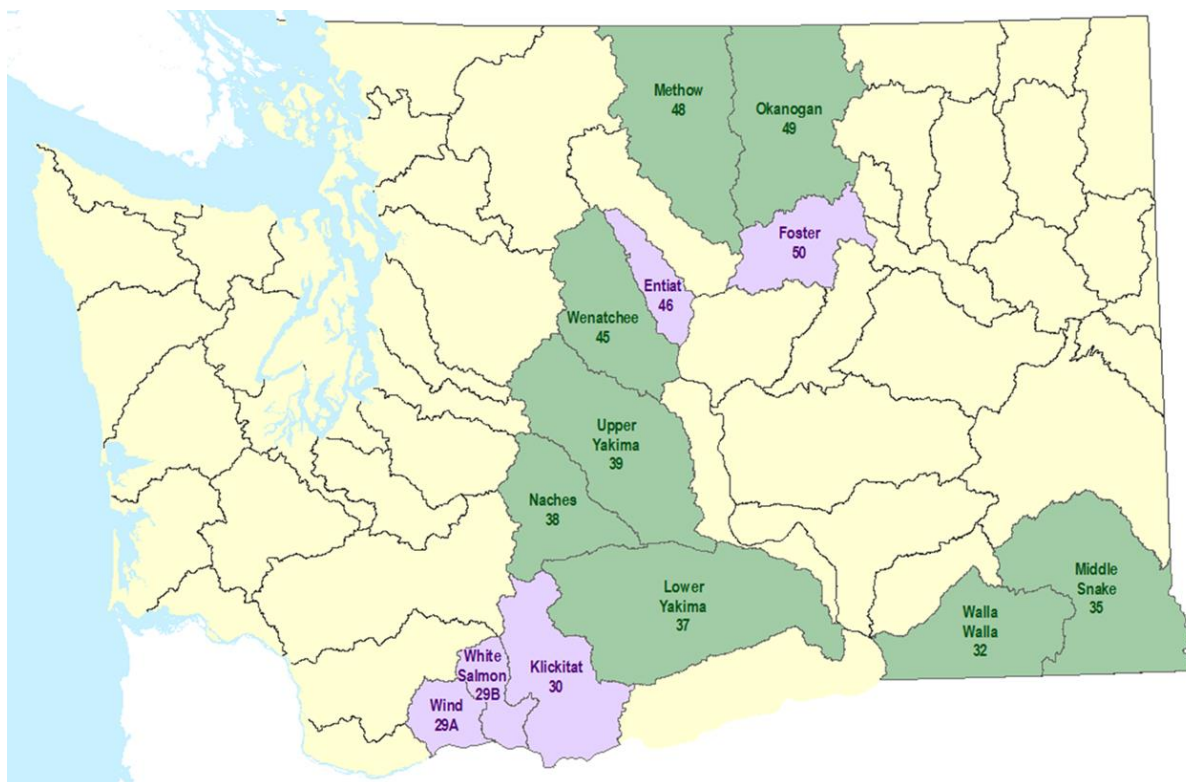 Methow
48
Okanogan
49
Foster
50
Entiat
46
Wenatchee
45
Upper
Yakima
39
Naches
38
Middle
Snake
35
Lower
Yakima
37
Walla
Walla
32
White
Salmon
29B
Klickitat
30
Wind
29A